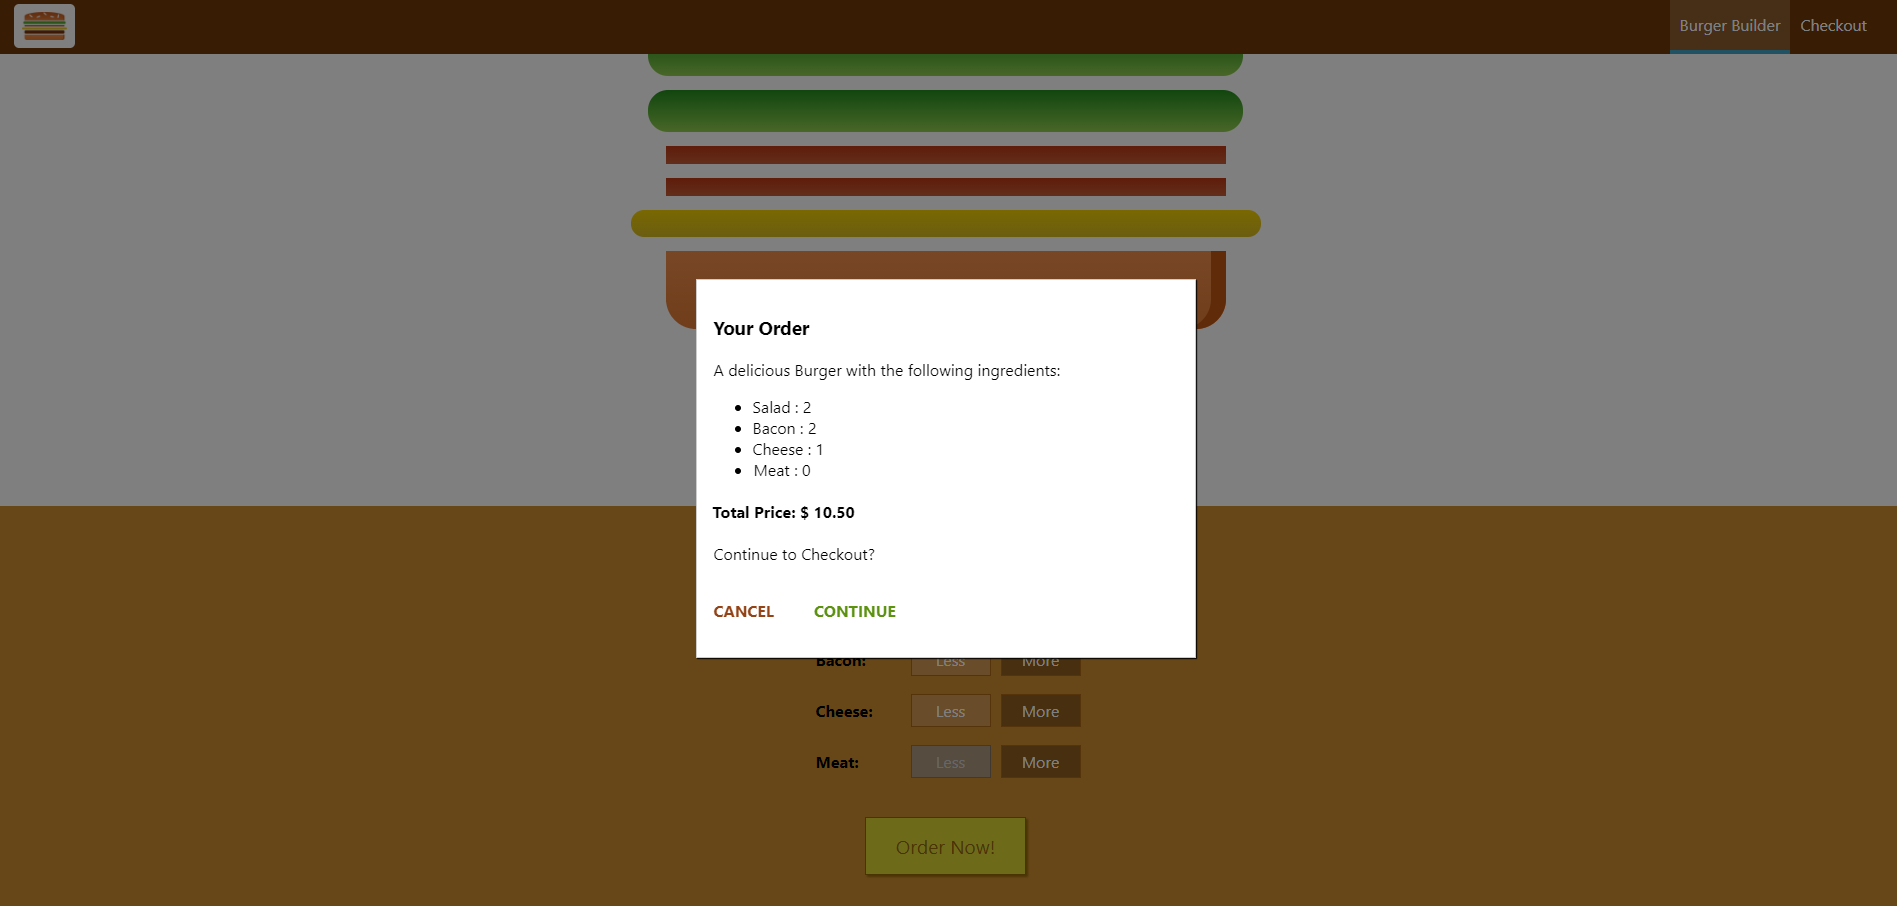 Burger Builder Checkout
Your Order
A delicious Burger with the following ingredients:
Salad : 2
Bacon : 2
Cheese : 1
Meat : 0
Total Price: $ 10.50
Continue to Checkout?
CANCEL CONTINUE
Bacon: Less More
Cheese: Less More
Meat: Less More
Order Now!